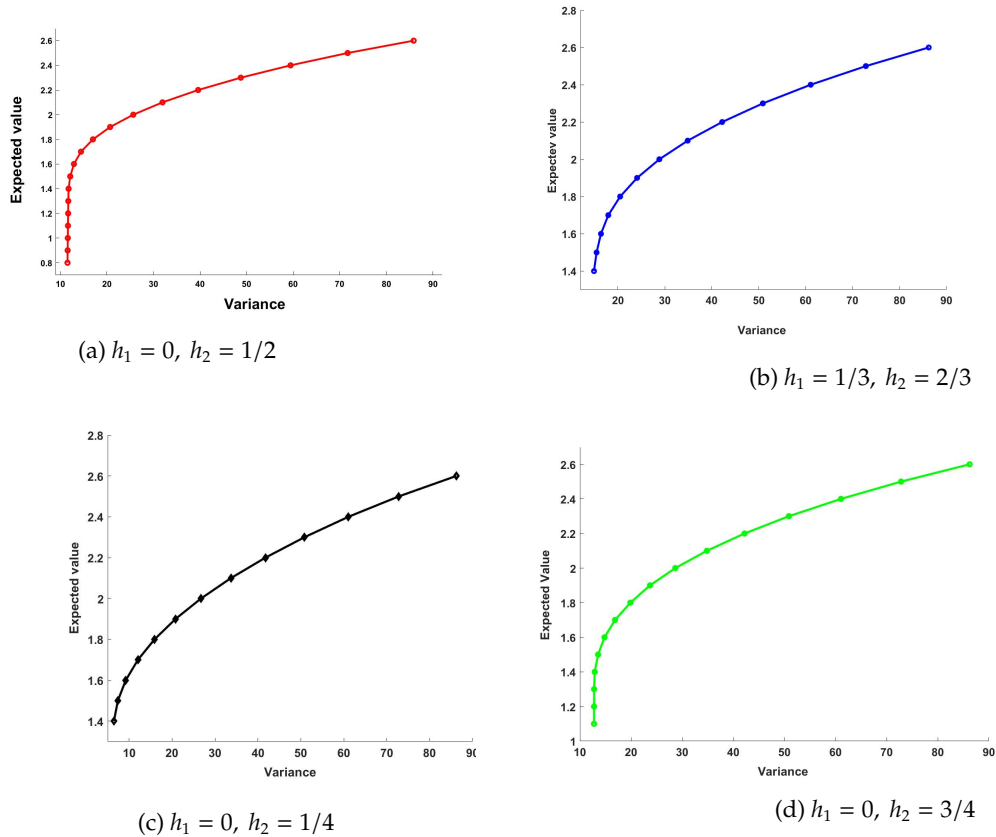 2.6
2.4
2.2
2
1.8
1.6
1.4
1.2
1
0.8
Expected value
10 20 30 40 50 60 70 80 90
Variance
(a) h₁ = 0, h₂ = 1/2
2.8
2.6
2.4
2.2
2
1.8
1.6
1.4
Expectev value
20 30 40 50 60 70 80 90
Variance
(b) h₁ = 1/3, h₂ = 2/3
2.8
2.6
2.4
2.2
2
1.8
1.6
1.4
Expected value
10 20 30 40 50 60 70 80 90
Variance
(c) h₁ = 0, h₂ = 1/4
2.6
2.4
2.2
2
1.8
1.6
1.4
1.2
1
Expected Value
10 20 30 40 50 60 70 80 90
Variance
(d) h₁ = 0, h₂ = 3/4